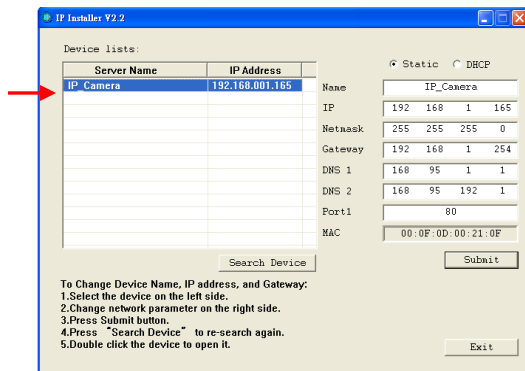 IP Installer V2.2
Device lists:
Server Name IP Address
IP_Camera 192.168.001.165
Search Device
Static DHCP
Name IP_Camera
IP 192 168 1 165
Netmask 255 255 255 0
Gateway 192 168 1 254
DNS 1 168 95 1 1
DNS 2 168 95 192 1
Port1 80
MAC 00:0F:0D:00:21:0F
Submit
To Change Device Name, IP address, and Gateway:
1.Select the device on the left side.
2.Change network parameter on the right side.
3.Press Submit button.
4.Press “Search Device” to re-search again.
5.Double click the device to open it.
Exit